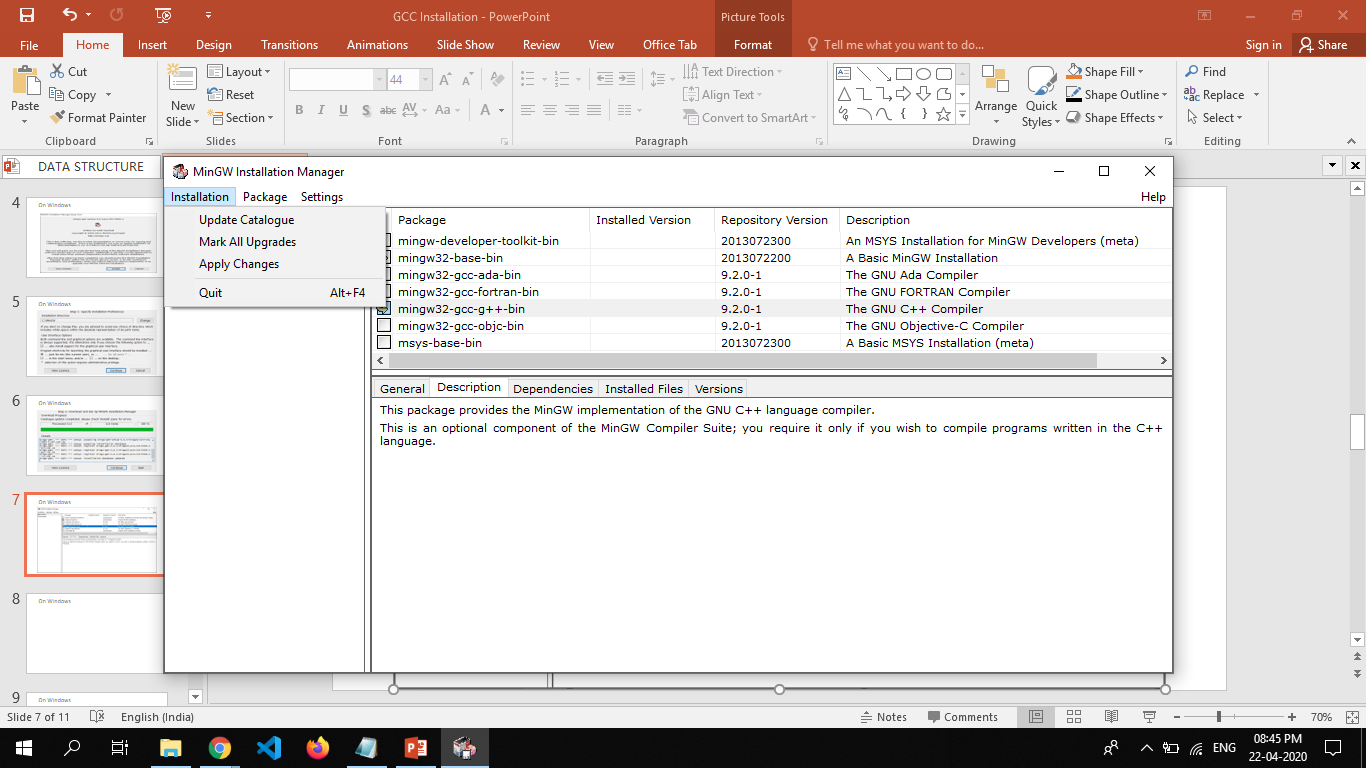 GCC Installation - PowerPoint
Picture Tools
File
Home
Insert
Design
Transitions
Animations
Slide Show
Review
View
Office Tab
Format
Tell me what you want to do...
Sign in
Share
Paste
Cut
Copy
Format Painter
Clipboard
New Slide
Layout
Reset
Section
Slides
44
Font
Text Direction
Align Text
Convert to SmartArt
Paragraph
Arrange
Quick Styles
Shape Fill
Shape Outline
Shape Effects
Drawing
Find
Replace
Select
Editing
DATA STRUCTURE
4
On Windows
5
On Windows
6
On Windows
7
On Windows
8
On Windows
9
On Windows
MinGW Installation Manager
Installation Package Settings Help
Update Catalogue
Mark All Upgrades
Apply Changes
Quit Alt+F4
Package Installed Version Repository Version Description
mingw-developer-toolkit-bin 2013072300 An MSYS Installation for MinGW Developers (meta)
mingw32-base-bin 2013072200 A Basic MinGW Installation
mingw32-gcc-ada-bin 9.2.0-1 The GNU Ada Compiler
mingw32-gcc-fortran-bin 9.2.0-1 The GNU FORTRAN Compiler
mingw32-gcc-g++-bin 9.2.0-1 The GNU C++ Compiler
mingw32-gcc-objc-bin 9.2.0-1 The GNU Objective-C Compiler
msys-base-bin 2013072300 A Basic MSYS Installation (meta)
General Description Dependencies Installed Files Versions
This package provides the MinGW implementation of the GNU C++ language compiler.
This is an optional component of the MinGW Compiler Suite; you require it only if you wish to compile programs written in the C++
language.
Slide 7 of 11
English (India)
Notes
Comments
70%
ENG
08:45 PM
22-04-2020